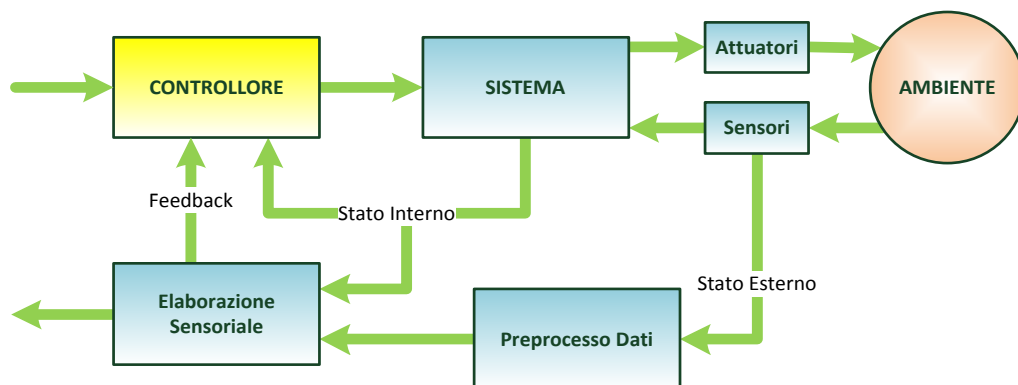 CONTROLLORE
SISTEMA
Attuatori
AMBIENTE
Sensori
Feedback
Stato Interno
Stato Esterno
Elaborazione
Sensoriale
Preprocesso Dati